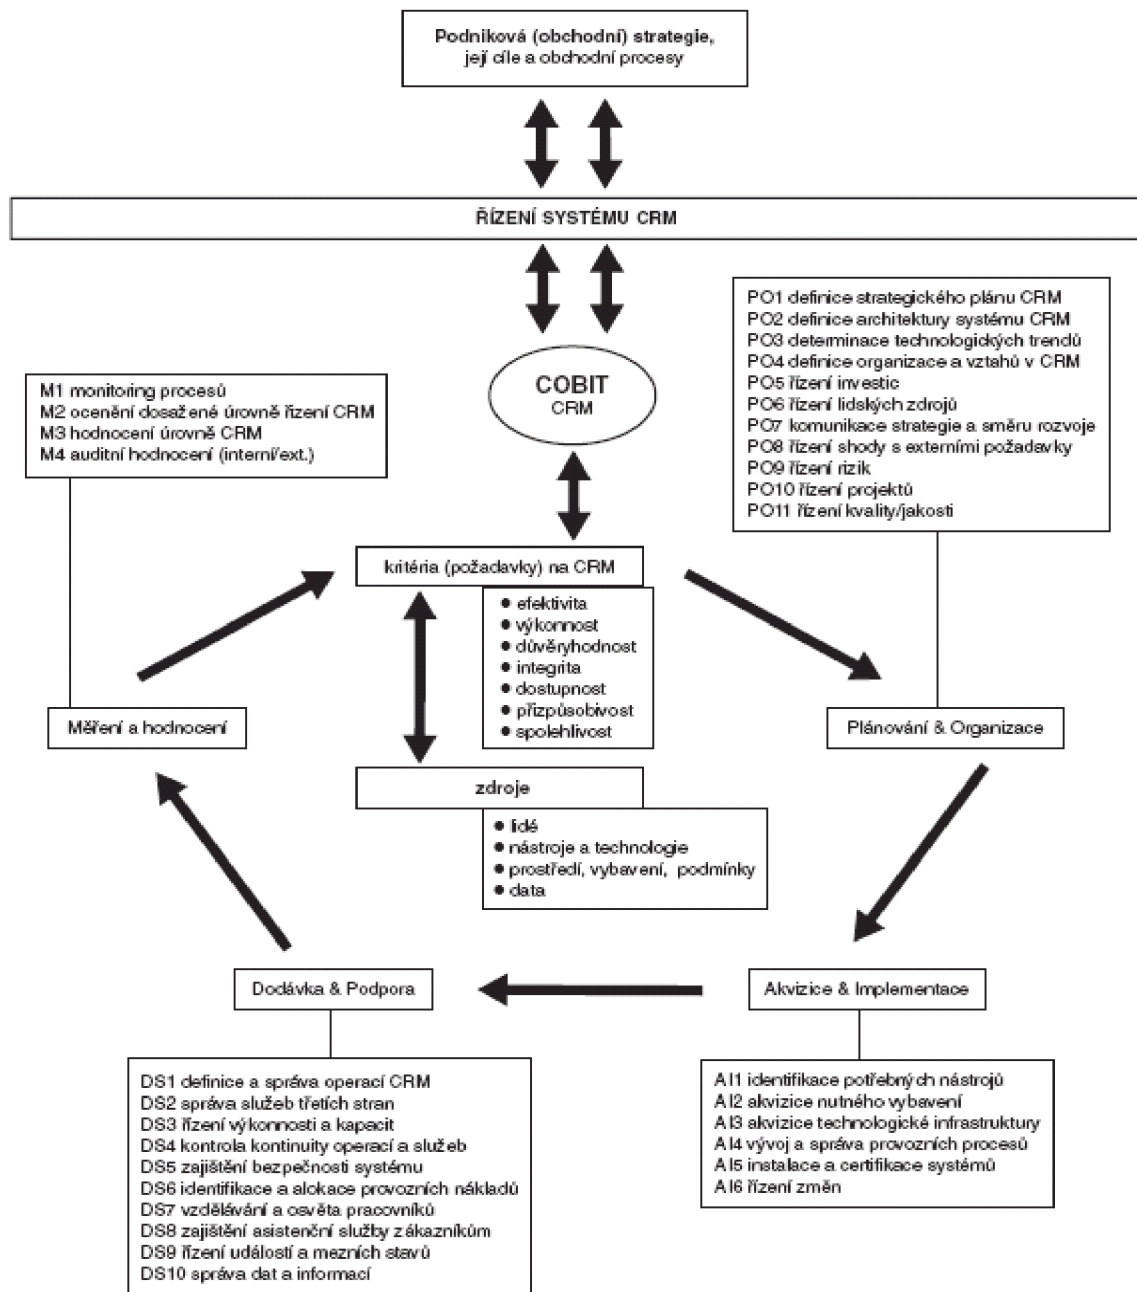 Podniková (obchodní) strategie,
její cíle a obchodní procesy
ŘÍZENÍ SYSTÉMU CRM
COBIT
CRM
PO1 definice strategického plánu CRM
PO2 definice architektury systému CRM
PO3 determinace technologických trendů
PO4 definice organizace a vztahů v CRM
PO5 řízení investic
PO6 řízení lidských zdrojů
PO7 komunikace strategie a směru rozvoje
PO8 řízení shody s externími požadavky
PO9 řízení rizik
PO10 řízení projektů
PO11 řízení kvality/jakosti
M1 monitoring procesů
M2 ocenění dosažené úrovně řízení CRM
M3 hodnocení úrovně CRM
M4 auditní hodnocení (interní/ext.)
kritéria (požadavky) na CRM
● efektivita
● výkonnost
● důvěryhodnost
● integrita
● dostupnost
● přizpůsobivost
● spolehlivost
Měření a hodnocení
Plánování & Organizace
zdroje
● lidé
● nástroje a technologie
● prostředí, vybavení, podmínky
● data
Dodávka & Podpora
Akvizice & Implementace
DS1 definice a správa operací CRM
DS2 správa služeb třetích stran
DS3 řízení výkonnosti a kapacit
DS4 kontrola kontinuity operací a služeb
DS5 zajištění bezpečnosti systému
DS6 identifikace a alokace provozních nákladů
DS7 vzdělávání a osvěta pracovníků
DS8 zajištění asistenční služby zákazníkům
DS9 řízení událostí a mezních stavů
DS10 správa dat a informací
AI1 identifikace potřebných nástrojů
AI2 akvizice nutného vybavení
AI3 akvizice technologické infrastruktury
AI4 vývoj a správa provozních procesů
AI5 instalace a certifikace systémů
AI6 řízení změn